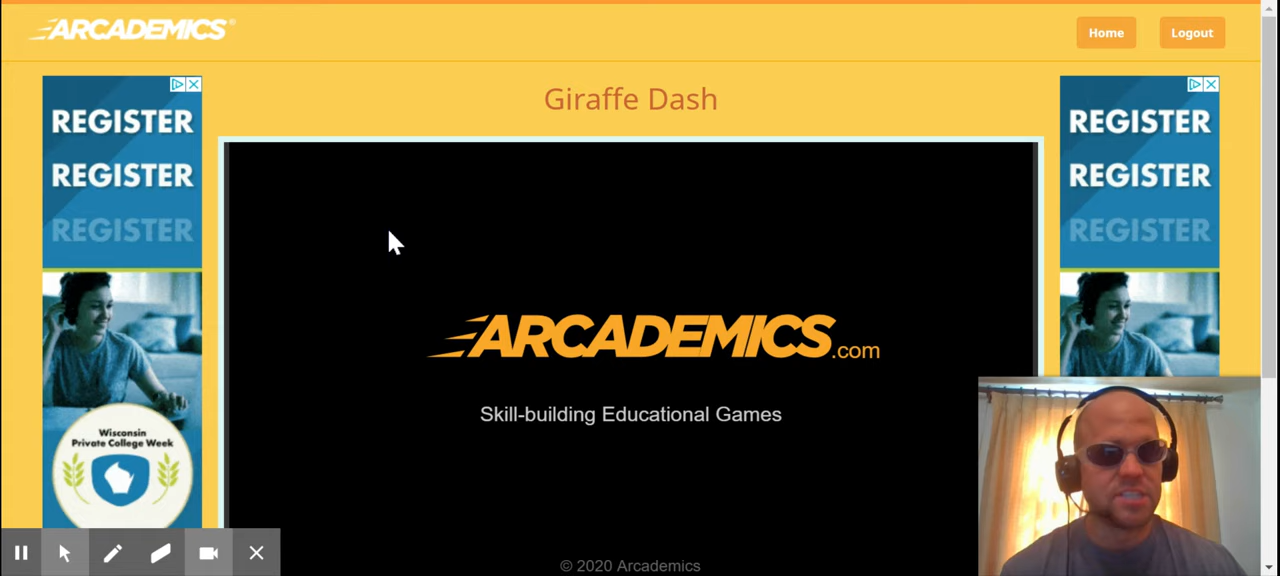 ARCADEMICS®
Home
Logout
REGISTER
REGISTER
REGISTER
Wisconsin
Private College Week
Giraffe Dash
ARCADEMICS.com
Skill-building Educational Games
© 2020 Arcademics
REGISTER
REGISTER
REGISTER